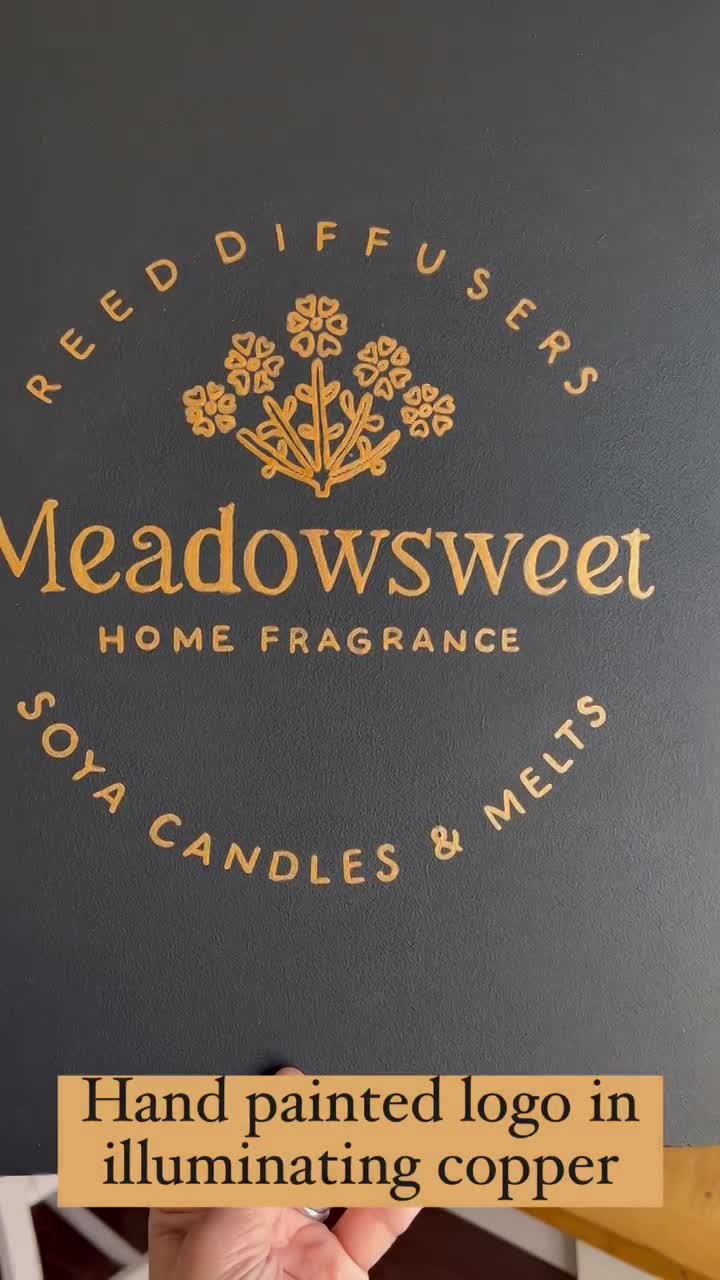 REED DIFFUSERS
Meadowsweet
HOME FRAGRANCE
SOYA CANDLES & MELTS
Hand painted logo in
illuminating copper